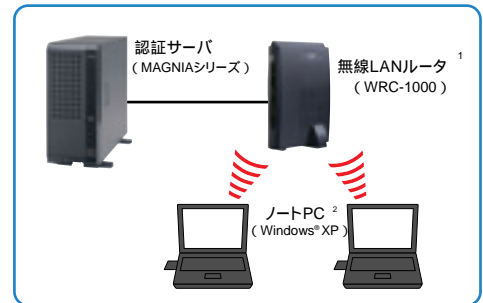 認証サーバ
（MAGNIAシリーズ）
無線LANルータ 1
（WRC-1000）
ノートPC 2
（Windows®XP）